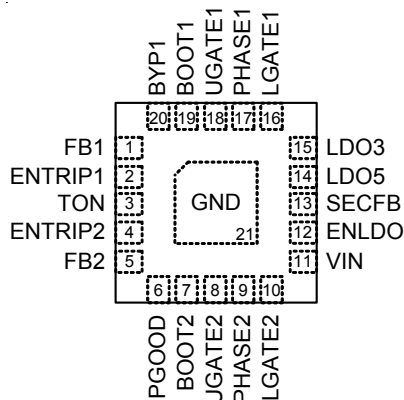 BYP1 BOOT1 UGATE1 PHASE1 LGATE1
20 19 18 17 16
FB1 1 15 LDO3
ENTRIP1 2 14 LDO5
TON 3 GND 13 SECFB
ENTRIP2 4 21 12 ENLDO
FB2 5 11 VIN
6 7 8 9 10
PGOOD BOOT2 UGATE2 PHASE2 LGATE2